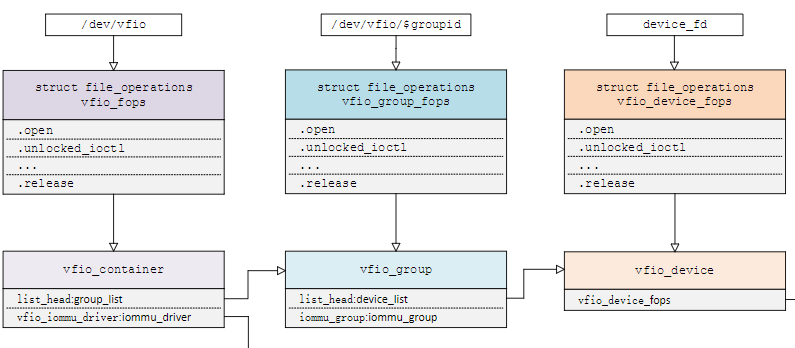 /dev/vfio
/dev/vfio/$groupid
device_fd
struct file_operations
vfio_fops
struct file_operations
vfio_group_fops
struct file_operations
vfio_device_fops
.open
.unlocked_ioctl
...
.release
.open
.unlocked_ioctl
...
.release
.open
.unlocked_ioctl
...
.release
vfio_container
list_head:group_list
vfio_iommu_driver:iommu_driver
vfio_group
list_head:device_list
iommu_group:iommu_group
vfio_device
vfio_device_fops